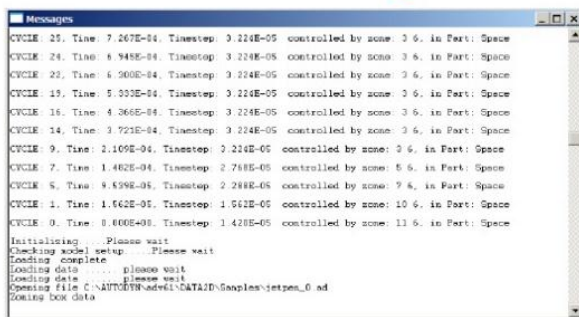 Messages
CYCLE: 25, Time: 7.267E-04, Timestep: 3.224E-05 controlled by zone: 3 6, in Part: Space
CYCLE: 24, Time: 6.945E-04, Timestep: 3.224E-05 controlled by zone: 3 6, in Part: Space
CYCLE: 22, Time: 6.300E-04, Timestep: 3.224E-05 controlled by zone: 3 6, in Part: Space
CYCLE: 19, Time: 5.333E-04, Timestep: 3.224E-05 controlled by zone: 3 6, in Part: Space
CYCLE: 16, Time: 4.366E-04, Timestep: 3.224E-05 controlled by zone: 3 6, in Part: Space
CYCLE: 14, Time: 3.721E-04, Timestep: 3.224E-05 controlled by zone: 3 6, in Part: Space
CYCLE: 9, Time: 2.109E-04, Timestep: 3.224E-05 controlled by zone: 3 6, in Part: Space
CYCLE: 7, Time: 1.482E-04, Timestep: 2.768E-05 controlled by zone: 5 6, in Part: Space
CYCLE: 5, Time: 9.539E-05, Timestep: 2.288E-05 controlled by zone: 7 6, in Part: Space
CYCLE: 1, Time: 1.562E-05, Timestep: 1.562E-05 controlled by zone: 10 6, in Part: Space
CYCLE: 0, Time: 0.000E+00, Timestep: 1.420E-05 controlled by zone: 11 6, in Part: Space
Initialising.....Please wait
Checking model setup.....Please wait
Loading complete
Loading data ....... please wait
Loading data ....... please wait
Opening file C:\AUTODYN\adv61\DATA2D\Samples\jetpen_0.ad
Zoning box data